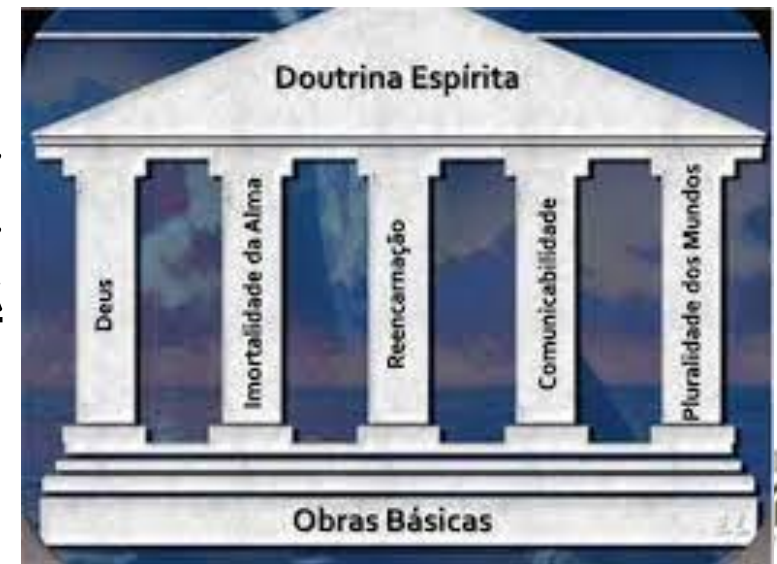 Doutrina Espírita
Deus
Imortalidade da Alma
Reencarnação
Comunicabilidade
Pluralidade dos Mundos
Obras Básicas